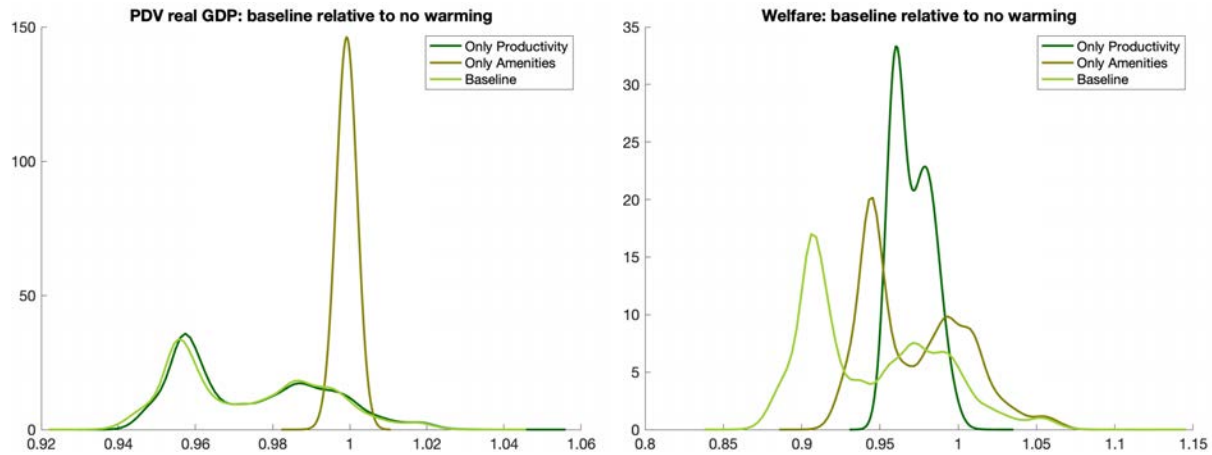 PDV real GDP: baseline relative to no warming
150
100
50
0
0.92 0.94 0.96 0.98 1 1.02 1.04 1.06
Only Productivity
Only Amenities
Baseline
Welfare: baseline relative to no warming
35
30
25
20
15
10
5
0
0.8 0.85 0.9 0.95 1 1.05 1.1 1.15
Only Productivity
Only Amenities
Baseline